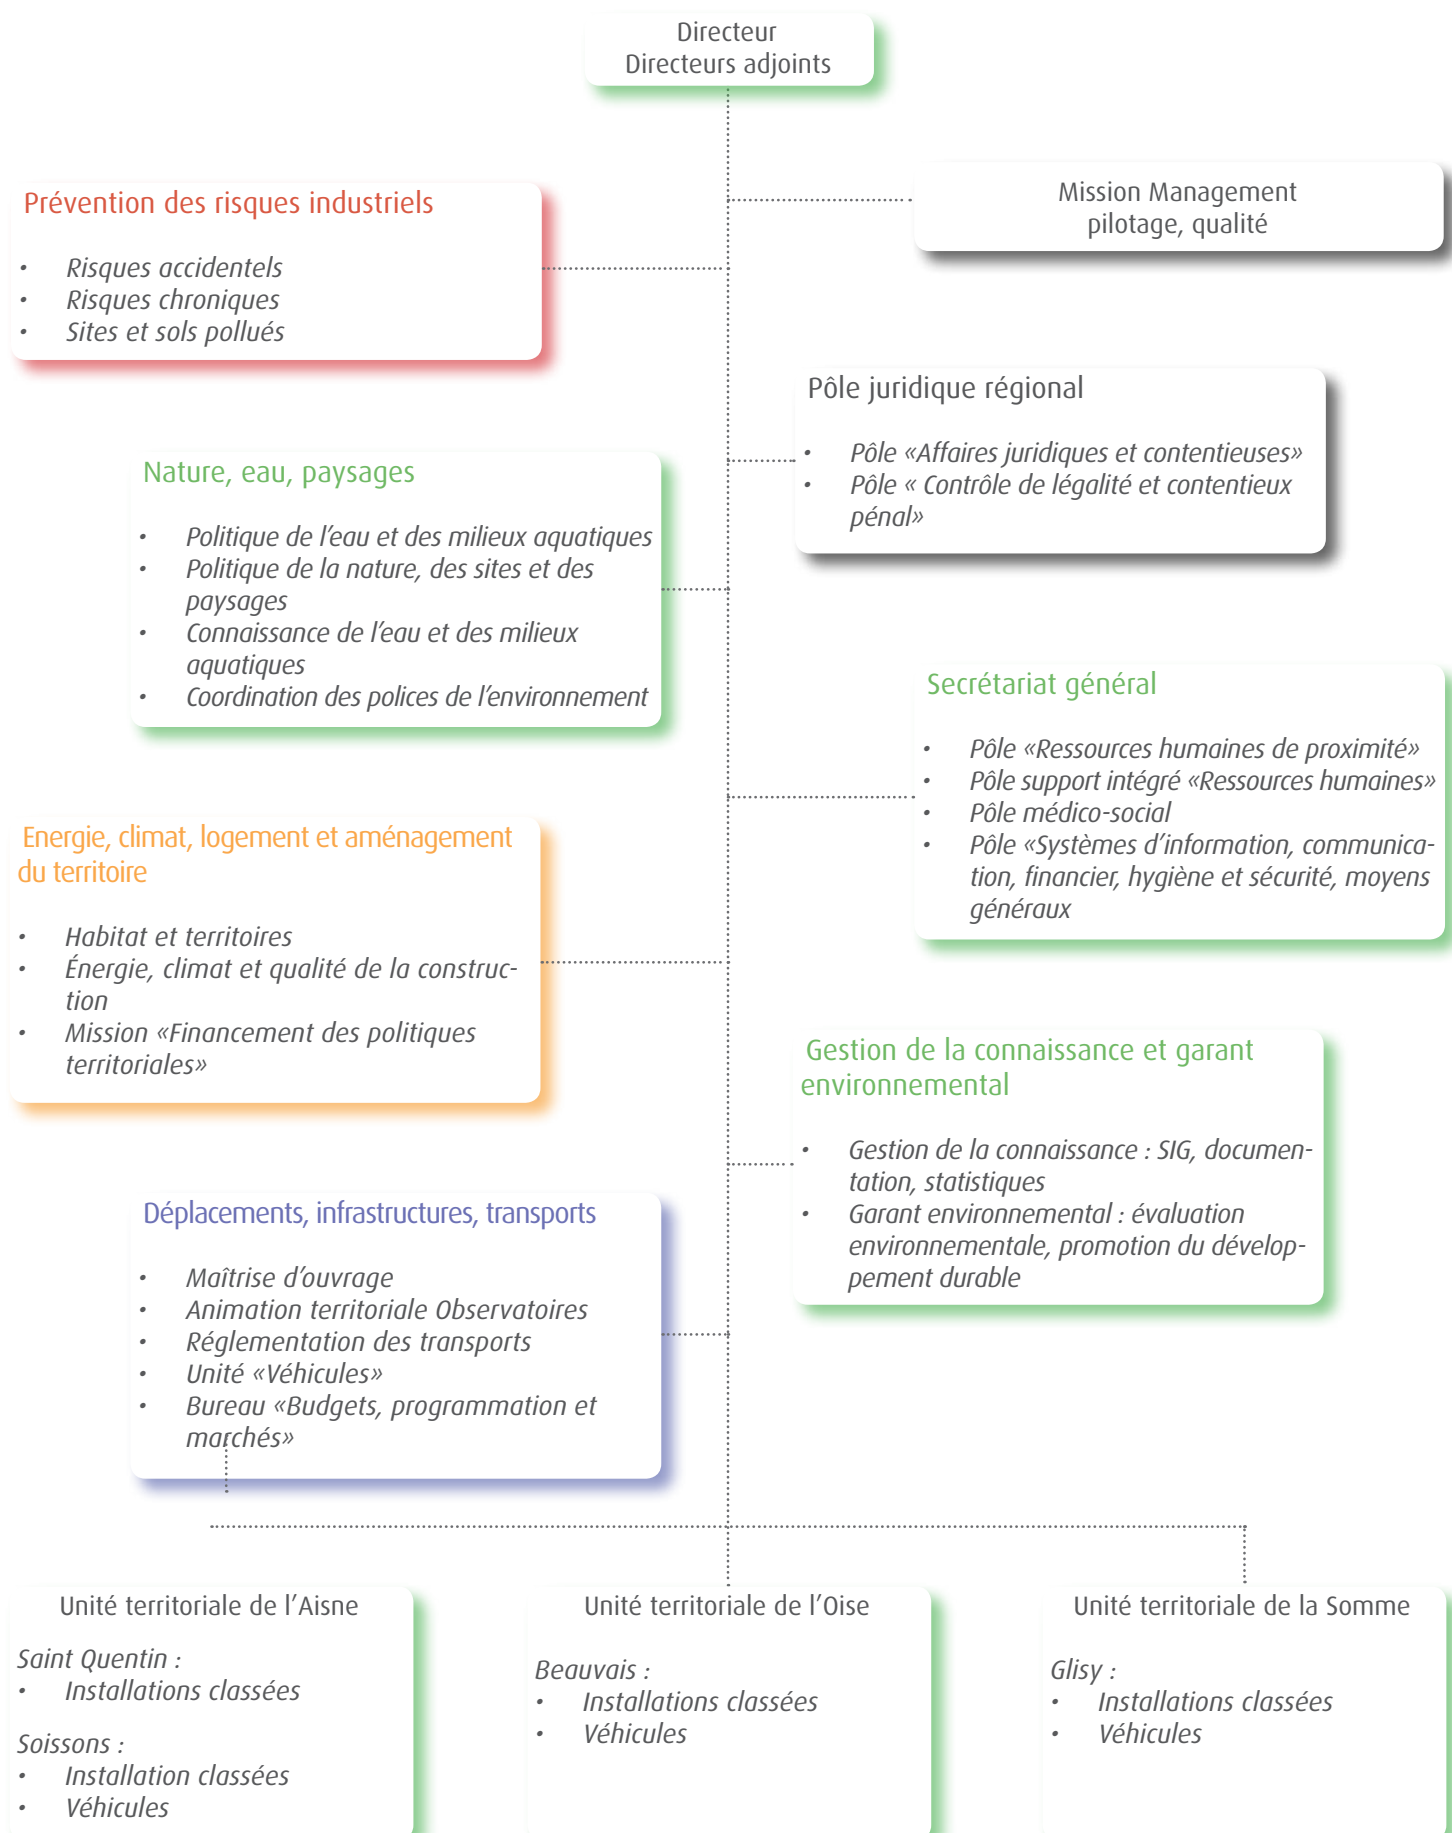 Directeur
Directeurs adjoints
Mission Management
pilotage, qualité
Prévention des risques industriels
• Risques accidentels
• Risques chroniques
• Sites et sols pollués
Pôle juridique régional
• Pôle «Affaires juridiques et contentieuses»
• Pôle « Contrôle de légalité et contentieux
pénal»
Nature, eau, paysages
• Politique de l’eau et des milieux aquatiques
• Politique de la nature, des sites et des
paysages
• Connaissance de l’eau et des milieux
aquatiques
• Coordination des polices de l’environnement
Secrétariat général
• Pôle «Ressources humaines de proximité»
• Pôle support intégré «Ressources humaines»
• Pôle médico-social
• Pôle «Systèmes d’information, communica-
tion, financier, hygiène et sécurité, moyens
généraux
Energie, climat, logement et aménagement
du territoire
• Habitat et territoires
• Énergie, climat et qualité de la construc-
tion
• Mission «Financement des politiques
territoriales»
Gestion de la connaissance et garant
environnemental
• Gestion de la connaissance : SIG, documen-
tation, statistiques
• Garant environnemental : évaluation
environnementale, promotion du dévelop-
pement durable
Déplacements, infrastructures, transports
• Maîtrise d’ouvrage
• Animation territoriale Observatoires
• Réglementation des transports
• Unité «Véhicules»
• Bureau «Budgets, programmation et
marchés»
Unité territoriale de l’Aisne
Saint Quentin :
• Installations classées
Soissons :
• Installation classées
• Véhicules
Unité territoriale de l’Oise
Beauvais :
• Installations classées
• Véhicules
Unité territoriale de la Somme
Glisy :
• Installations classées
• Véhicules